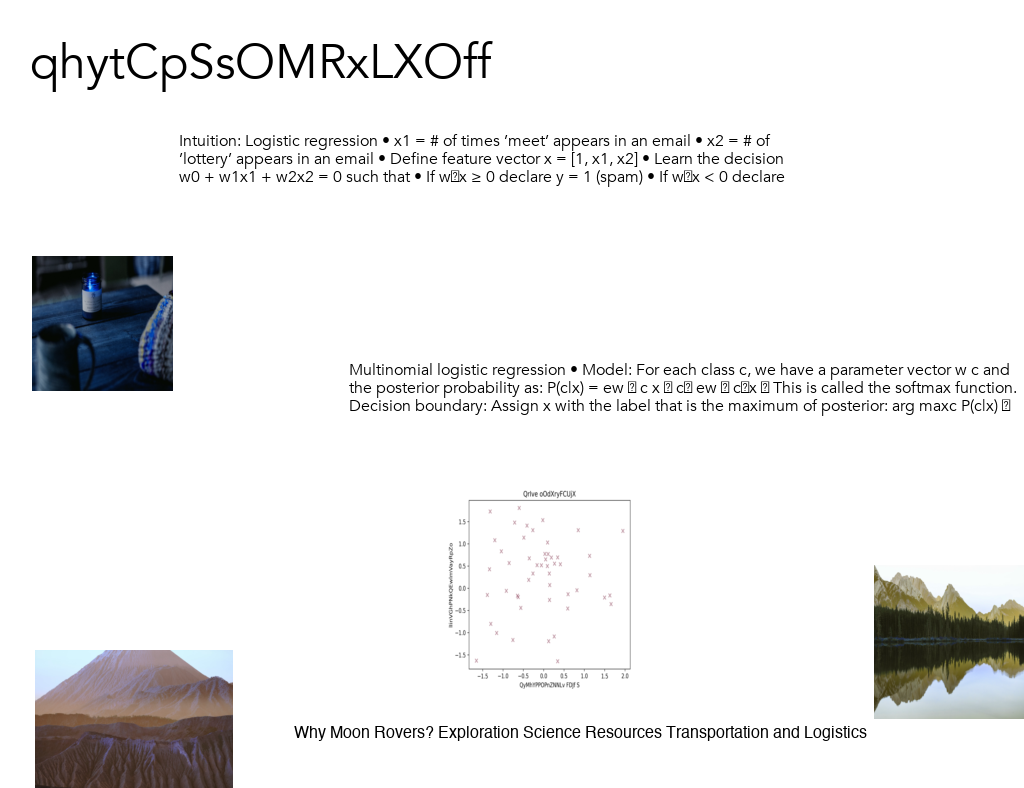 qhytCpSsOMRxLXOff
Intuition: Logistic regression • x1 = # of times ’meet’ appears in an email • x2 = # of
’lottery’ appears in an email • Define feature vector x = [1, x1, x2] • Learn the decision
w0 + w1x1 + w2x2 = 0 such that • If w x ≥ 0 declare y = 1 (spam) • If w x < 0 declare
Multinomial logistic regression • Model: For each class c, we have a parameter vector w c and
the posterior probability as: P(c|x) = ew c x c ew c x This is called the softmax function.
Decision boundary: Assign x with the label that is the maximum of posterior: arg maxc P(c|x)
1.5
1.0
0.5
0.0
−0.5
−1.0
−1.5
−1.5 −1.0 −0.5 0.0 0.5 1.0 1.5 2.0
Why Moon Rovers? Exploration Science Resources Transportation and Logistics